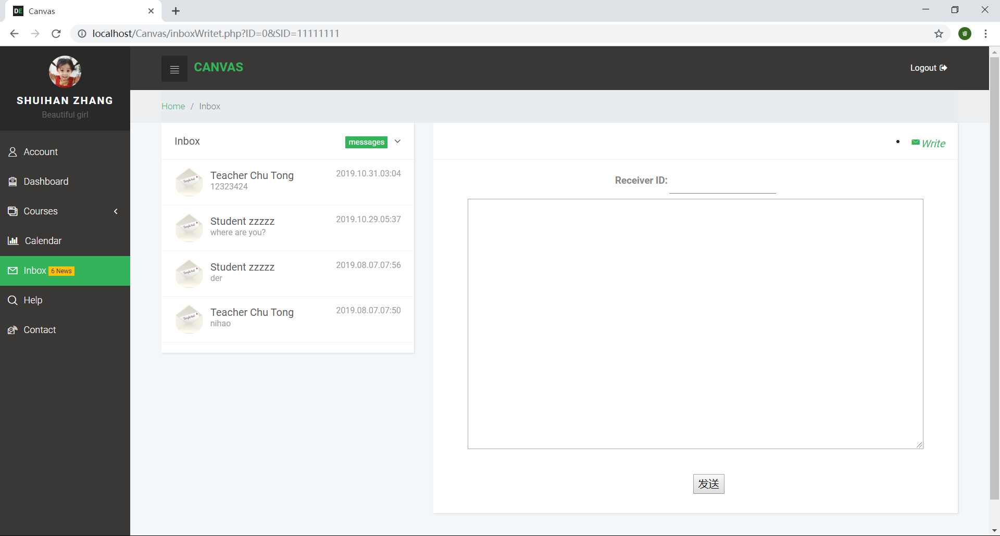 DE Canvas
localhost/Canvas/inboxWritet.php?ID=0&SID=11111111
睿
SHUIHAN ZHANG
Beautiful girl
Account
Dashboard
Courses
Calendar
Inbox 6 News
Help
Contact
CANVAS
Logout
Home / Inbox
Inbox
messages
Teacher Chu Tong
2019.10.31.03:04
12323424
Student zzzzz
2019.10.29.05:37
where are you?
Student zzzzz
2019.08.07.07:56
der
Teacher Chu Tong
2019.08.07.07:50
nihao
Write
Receiver ID:
发送